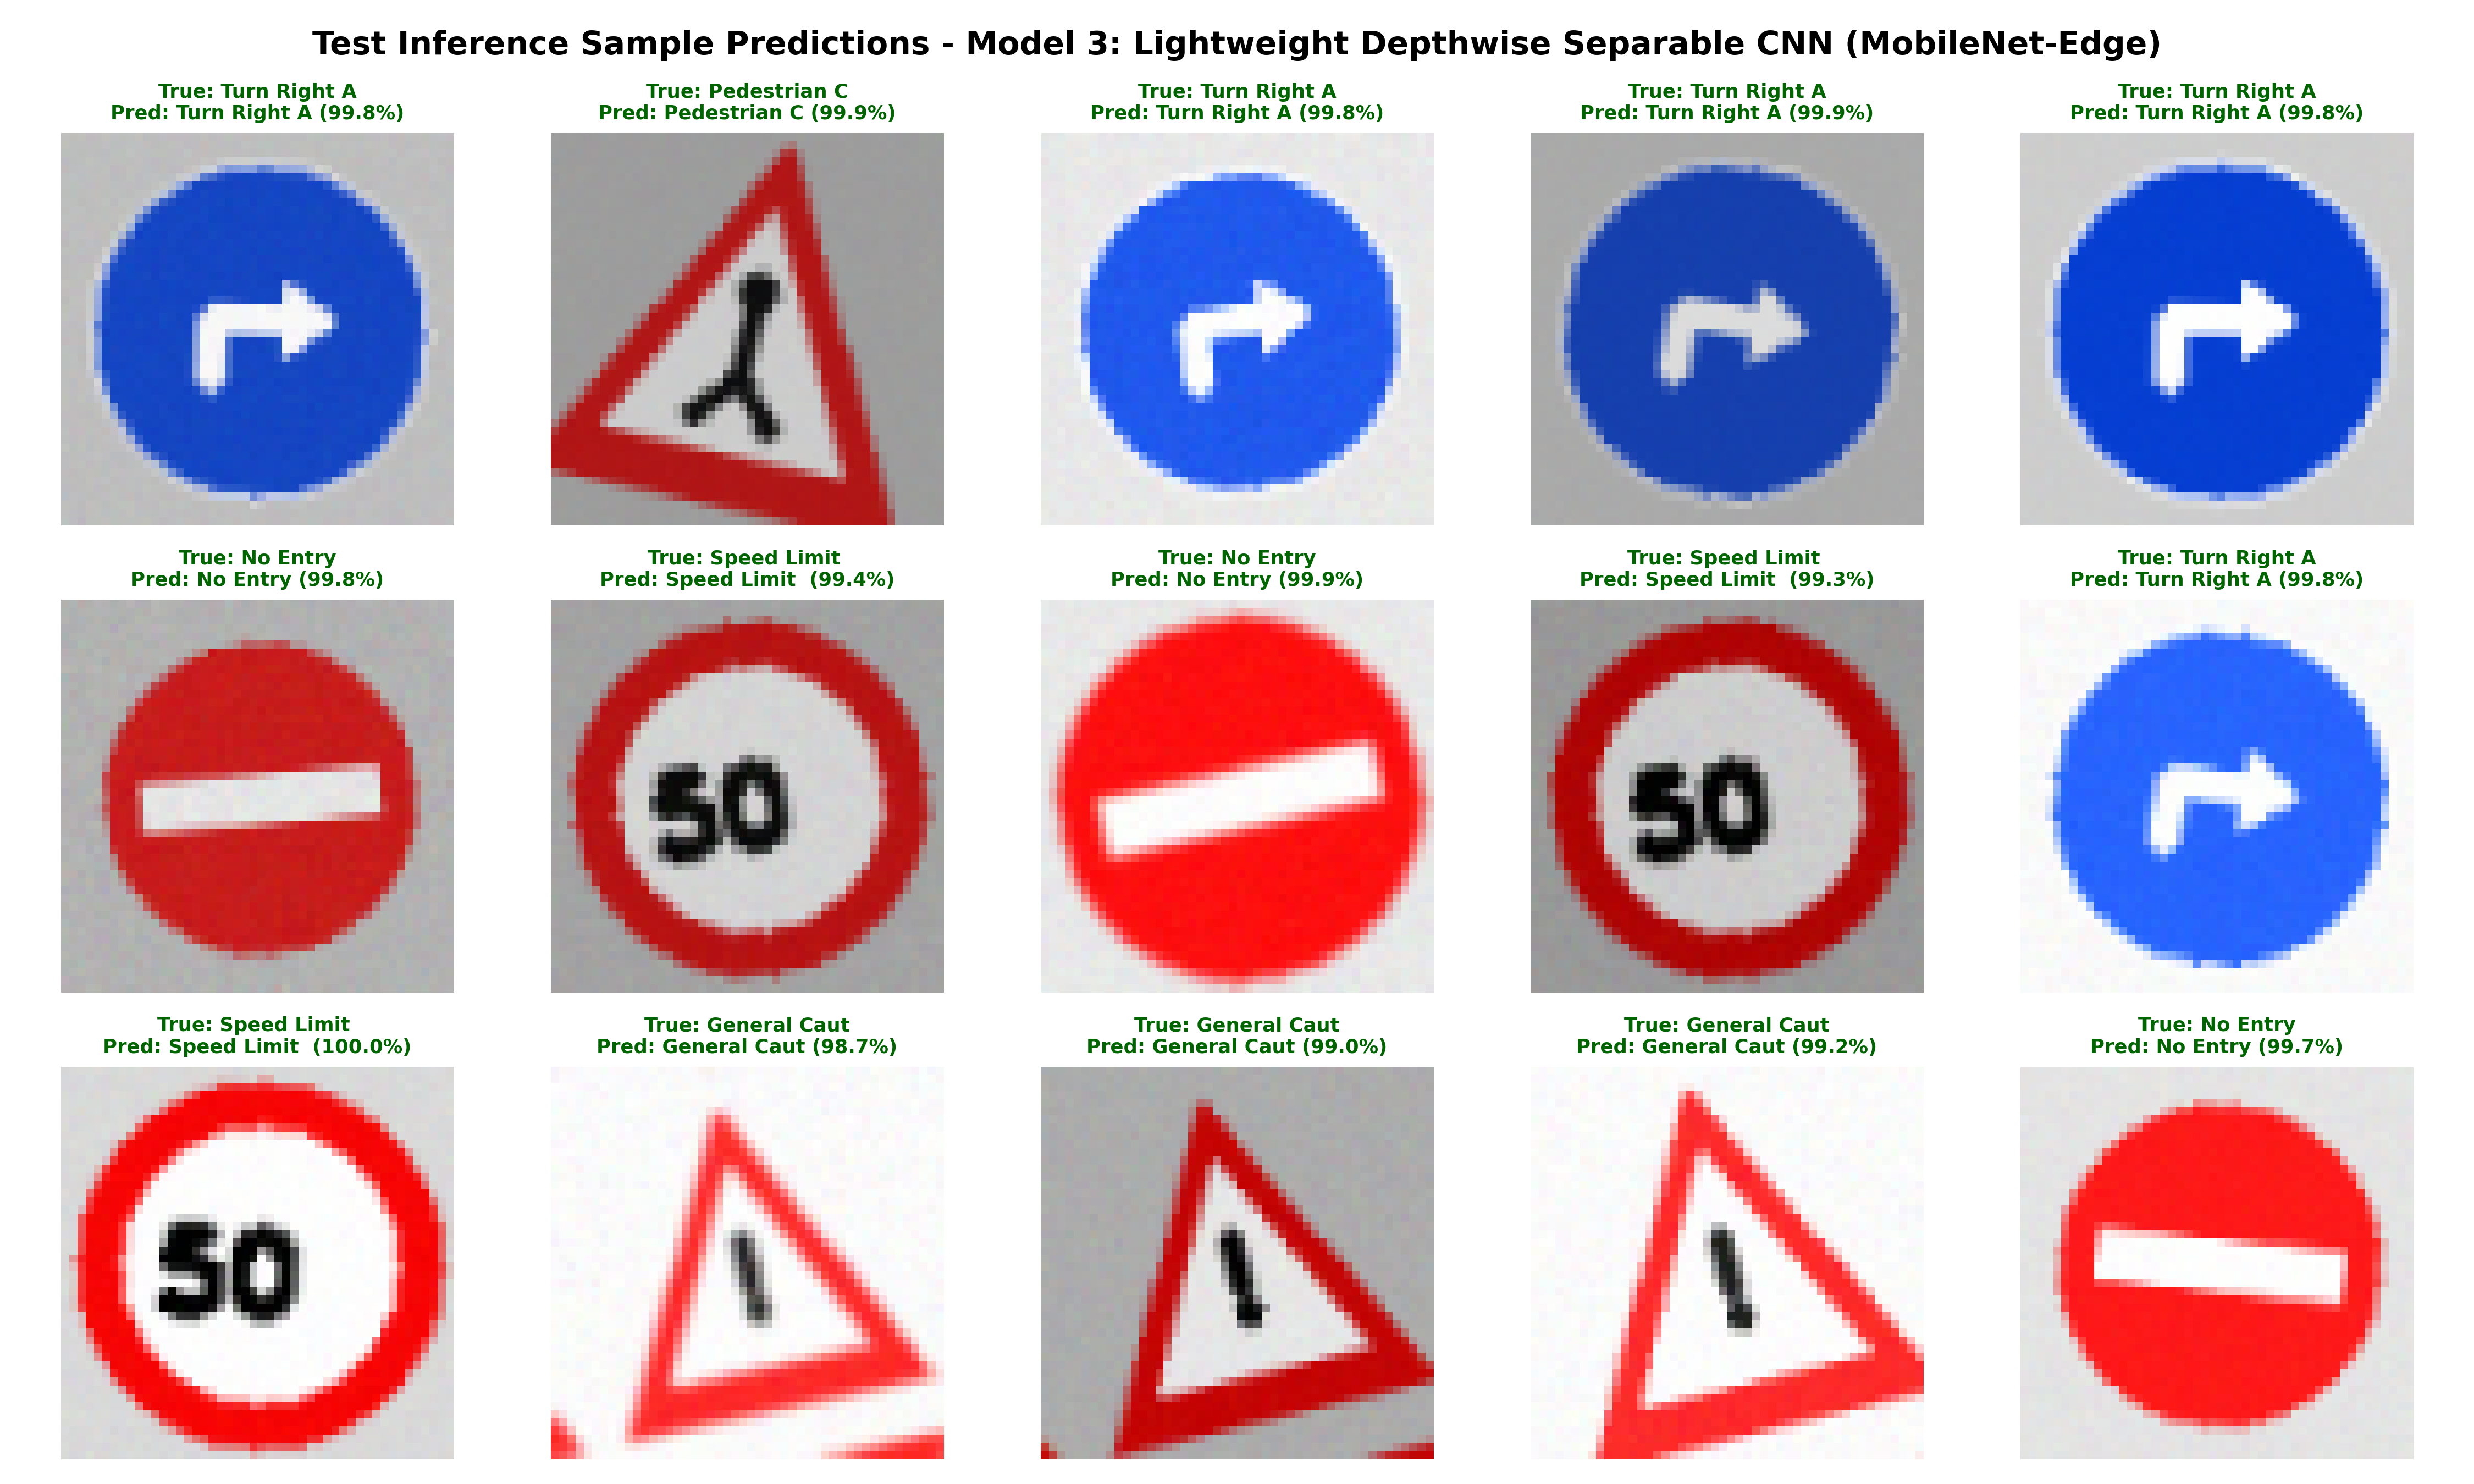 Test Inference Sample Predictions - Model 3: Lightweight Depthwise Separable CNN (MobileNet-Edge)
True: Turn Right A
Pred: Turn Right A (99.8%)
True: Pedestrian C
Pred: Pedestrian C (99.9%)
True: Turn Right A
Pred: Turn Right A (99.8%)
True: Turn Right A
Pred: Turn Right A (99.9%)
True: Turn Right A
Pred: Turn Right A (99.8%)
True: No Entry
Pred: No Entry (99.8%)
True: Speed Limit
Pred: Speed Limit  (99.4%)
50
True: No Entry
Pred: No Entry (99.9%)
True: Speed Limit
Pred: Speed Limit  (99.3%)
50
True: Turn Right A
Pred: Turn Right A (99.8%)
True: Speed Limit
Pred: Speed Limit  (100.0%)
50
True: General Caut
Pred: General Caut (98.7%)
True: General Caut
Pred: General Caut (99.0%)
True: General Caut
Pred: General Caut (99.2%)
True: No Entry
Pred: No Entry (99.7%)